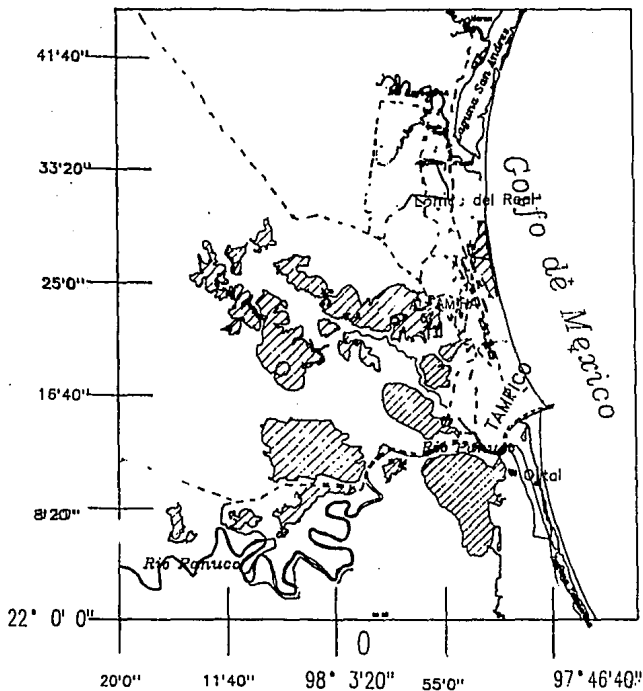 41'40"
Laguna San Andres
33'20"
Golfo de Mexico
Loma del Real
25'0"
16'40"
TAMPICO
Rio Panuco
8'20"
Rio Panuco
22° 0' 0"
0
20'0"
11'40"
98° 3'20"
55'0"
97°46'40"